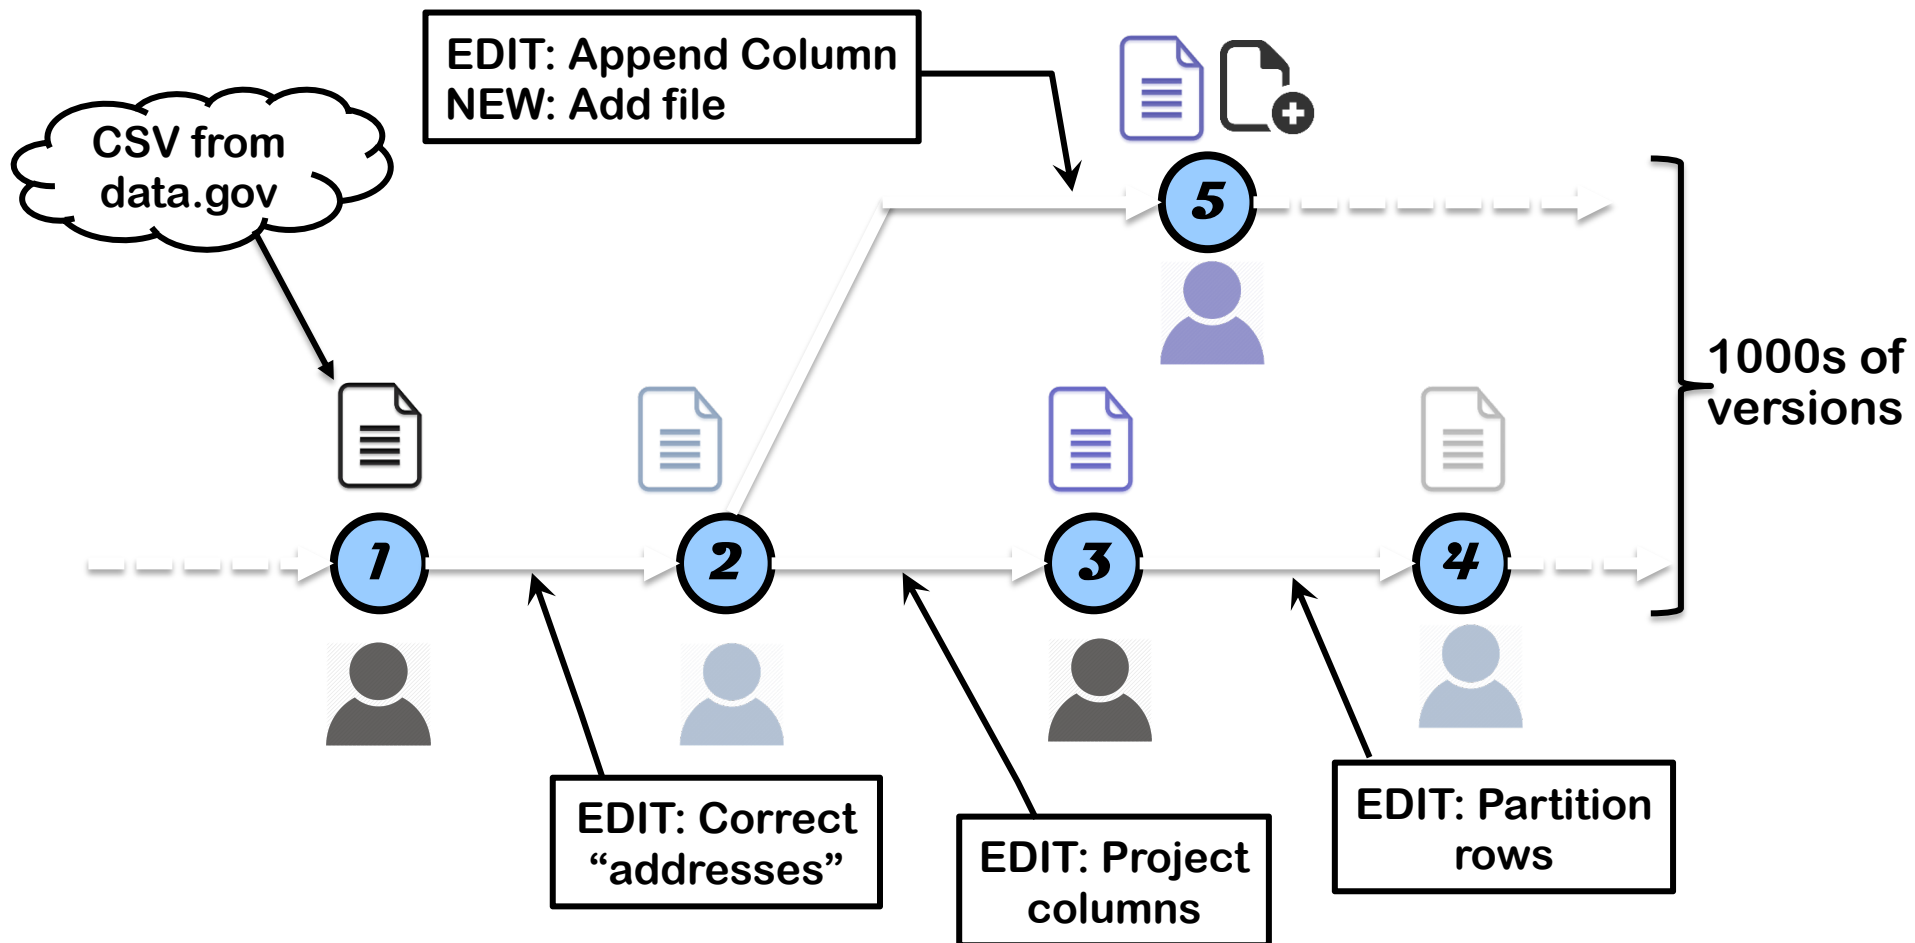 EDIT: Append Column
NEW: Add file
CSV from
data.gov
5
1000s of
versions
1
2
3
4
EDIT: Correct
“addresses”
EDIT: Project
columns
EDIT: Partition
rows